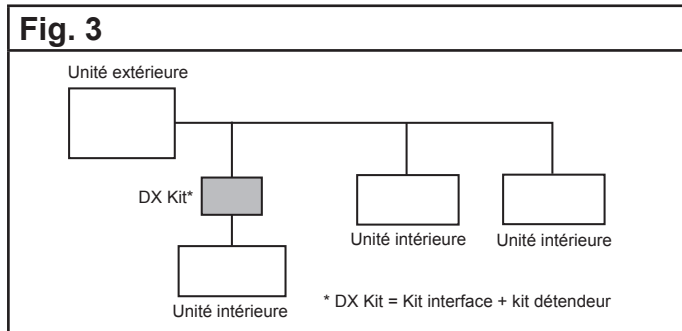 Fig. 3
Unité extérieure
DX Kit*
Unité intérieure
Unité intérieure
Unité intérieure
* DX Kit = Kit interface + kit détendeur